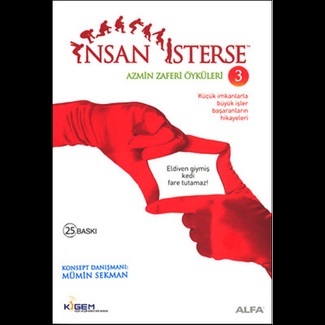 İNSAN İSTERSE™
AZMİN ZAFERİ ÖYKÜLERİ 3
Küçük imkanlarla
büyük işler
başaranların
hikayeleri
Eldiven giymiş
kedi
fare tutamaz!
25. BASKI
KONSEPT DANIŞMANI:
MÜMİN SEKMAN
KİGEM
ALFA